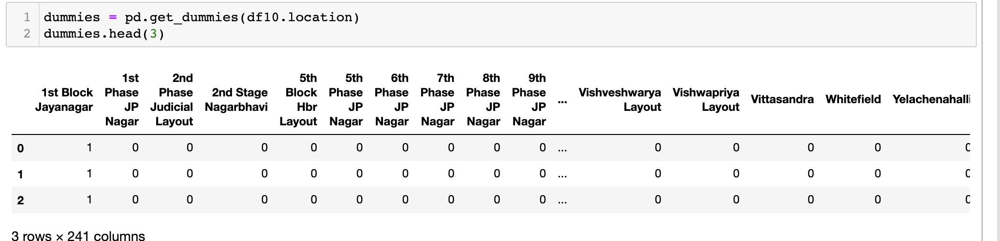 1 dummies = pd.get_dummies(df10.location)
2 dummies.head(3)
1st Block Jayanagar 1st Phase JP Nagar 2nd Phase Judicial Layout 2nd Stage Nagarbhavi 5th Block Hbr Layout 5th Phase JP Nagar 6th Phase JP Nagar 7th Phase JP Nagar 8th Phase JP Nagar 9th Phase JP Nagar ... Vishveshwarya Layout Vishwapriya Layout Vittasandra Whitefield Yelachenahalli
0 1 0 0 0 0 0 0 0 0 0 ... 0 0 0 0 0
1 1 0 0 0 0 0 0 0 0 0 ... 0 0 0 0 0
2 1 0 0 0 0 0 0 0 0 0 ... 0 0 0 0 0
3 rows × 241 columns